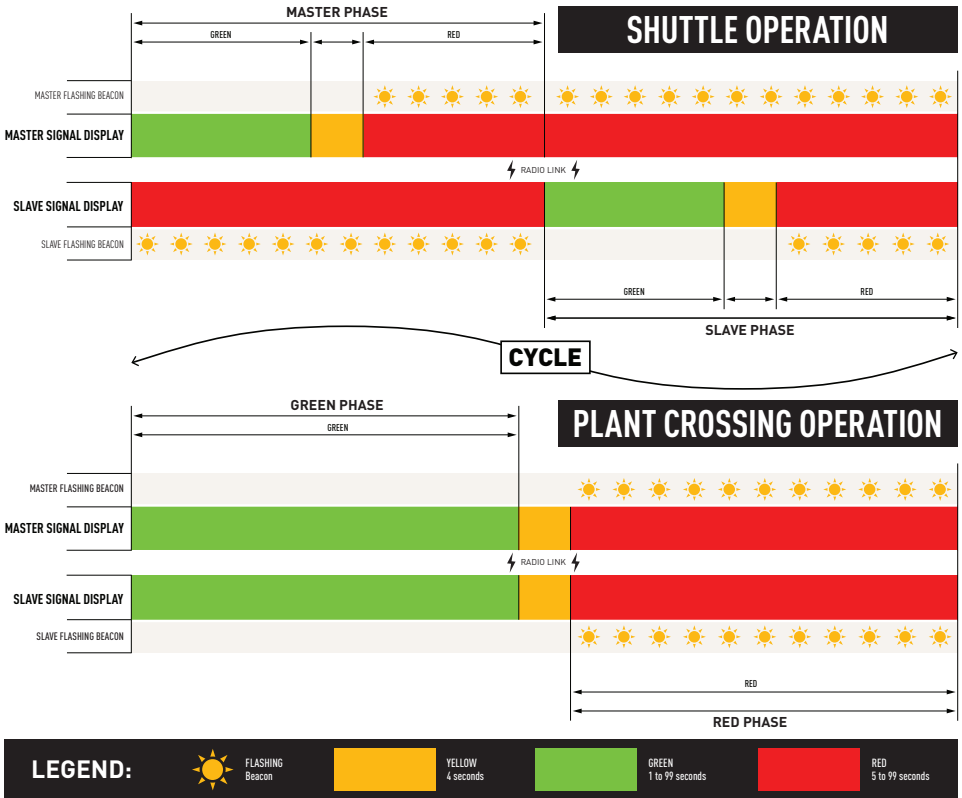 MASTER PHASE
GREEN
RED
SHUTTLE OPERATION
MASTER FLASHING BEACON
MASTER SIGNAL DISPLAY
RADIO LINK
SLAVE SIGNAL DISPLAY
SLAVE FLASHING BEACON
GREEN
RED
SLAVE PHASE
CYCLE
GREEN PHASE
GREEN
PLANT CROSSING OPERATION
MASTER FLASHING BEACON
MASTER SIGNAL DISPLAY
RADIO LINK
SLAVE SIGNAL DISPLAY
SLAVE FLASHING BEACON
RED
RED PHASE
LEGEND:
FLASHING
Beacon
YELLOW
4 seconds
GREEN
1 to 99 seconds
RED
5 to 99 seconds